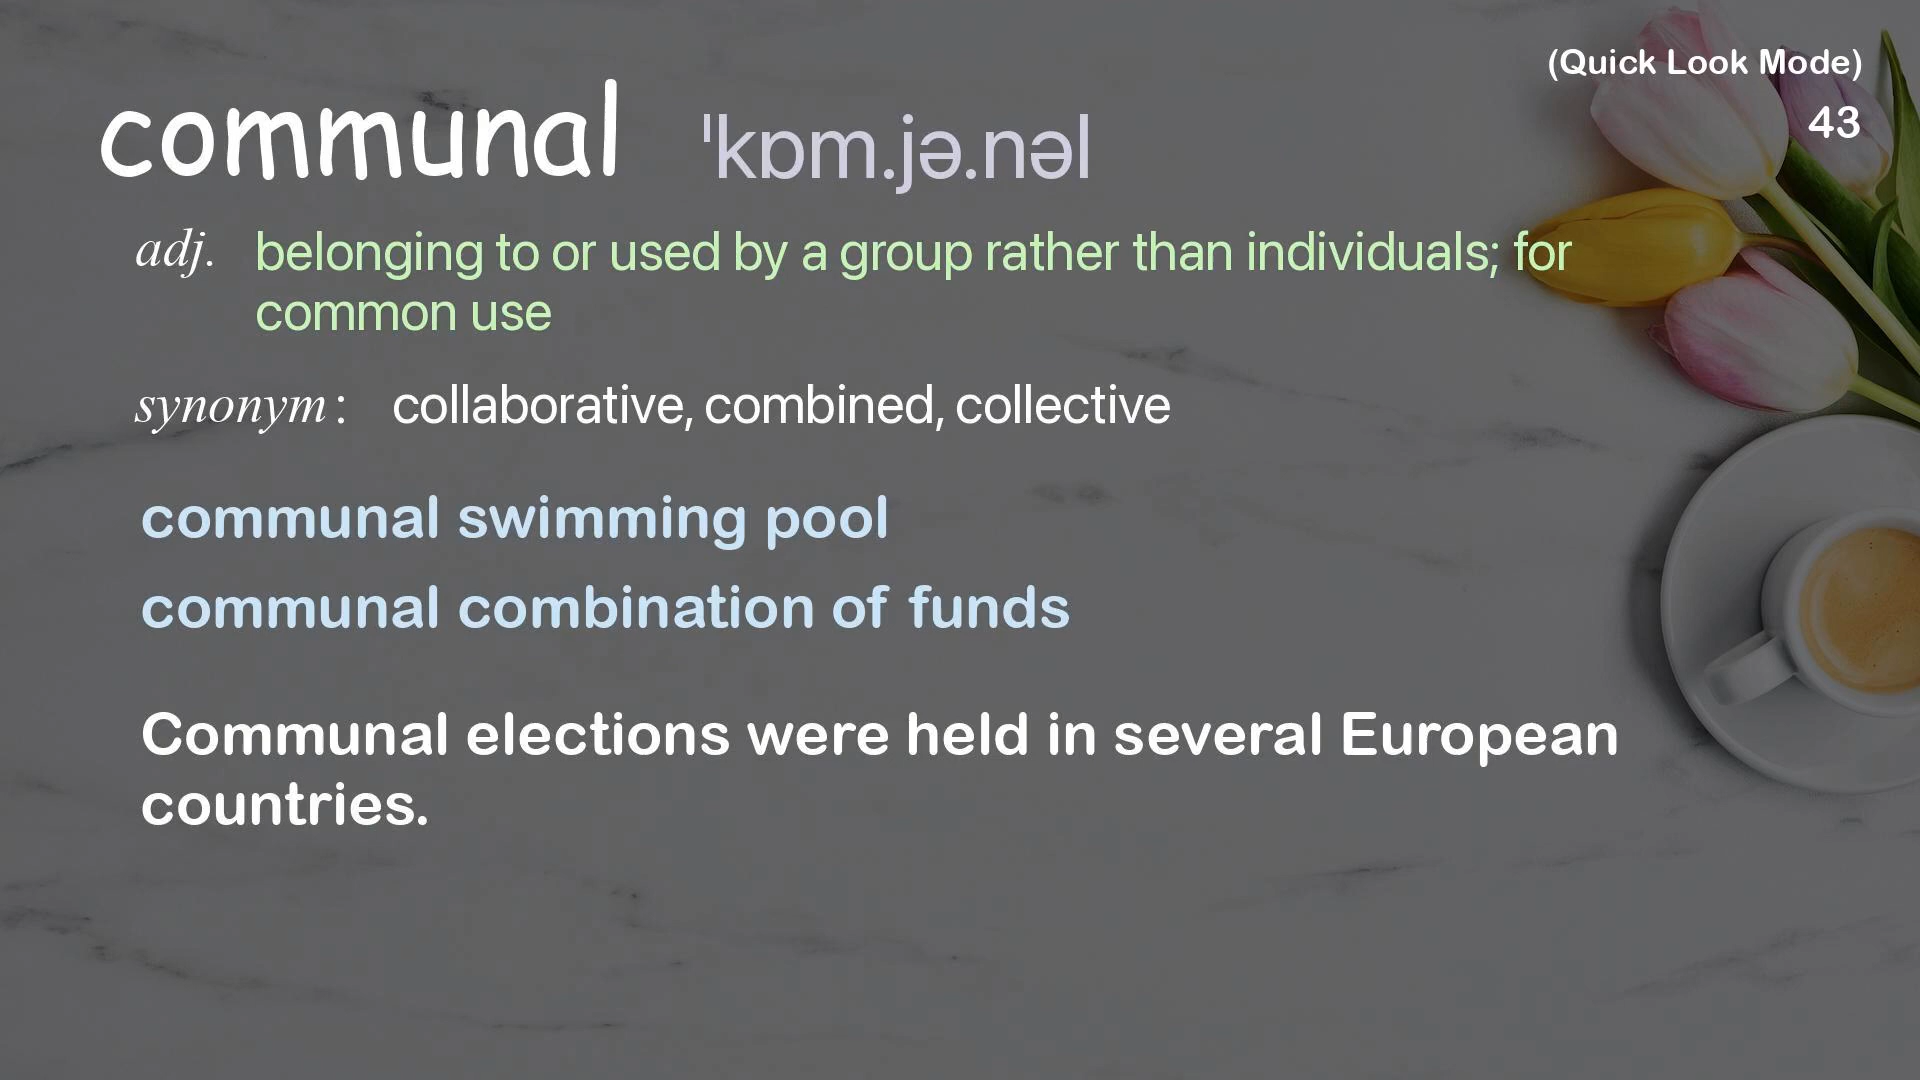 (Quick Look Mode)
43
communal ˈkɒm.jə.nəl
adj. belonging to or used by a group rather than individuals; for
common use
synonym : collaborative, combined, collective
communal swimming pool
communal combination of funds
Communal elections were held in several European
countries.